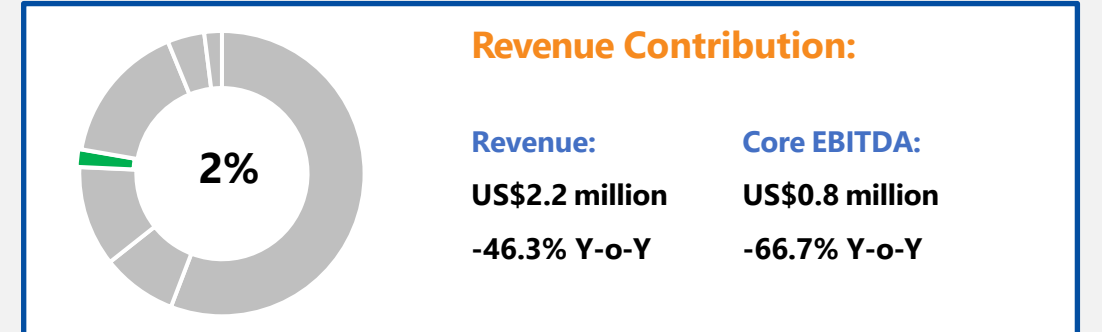 2%
Revenue Contribution:
Revenue: Core EBITDA:
US$2.2 million US$0.8 million
-46.3% Y-o-Y -66.7% Y-o-Y